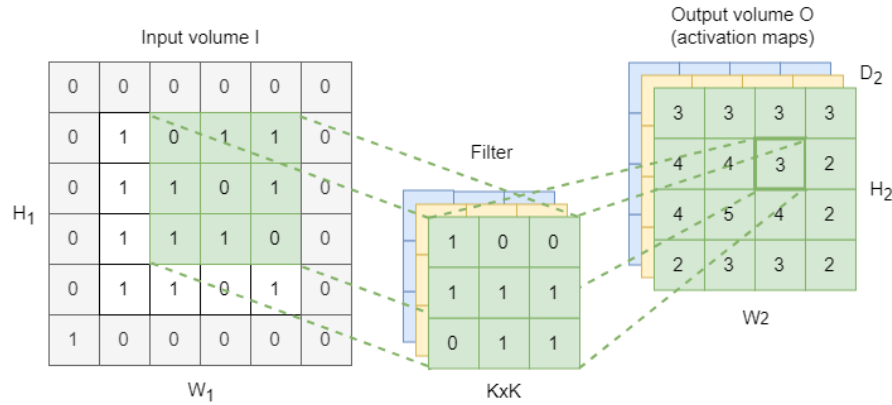 Input volume I
0 0 0 0 0 0
0 1 0 1 1 0
0 1 1 0 1 0
0 1 1 1 0 0
0 1 1 0 1 0
1 0 0 0 0 0
H1
W1
Filter
1 0 0
1 1 1
0 1 1
KxK
Output volume O
(activation maps)
D2
3 3 3 3
4 4 3 2
4 5 4 2
2 3 3 2
H2
W2